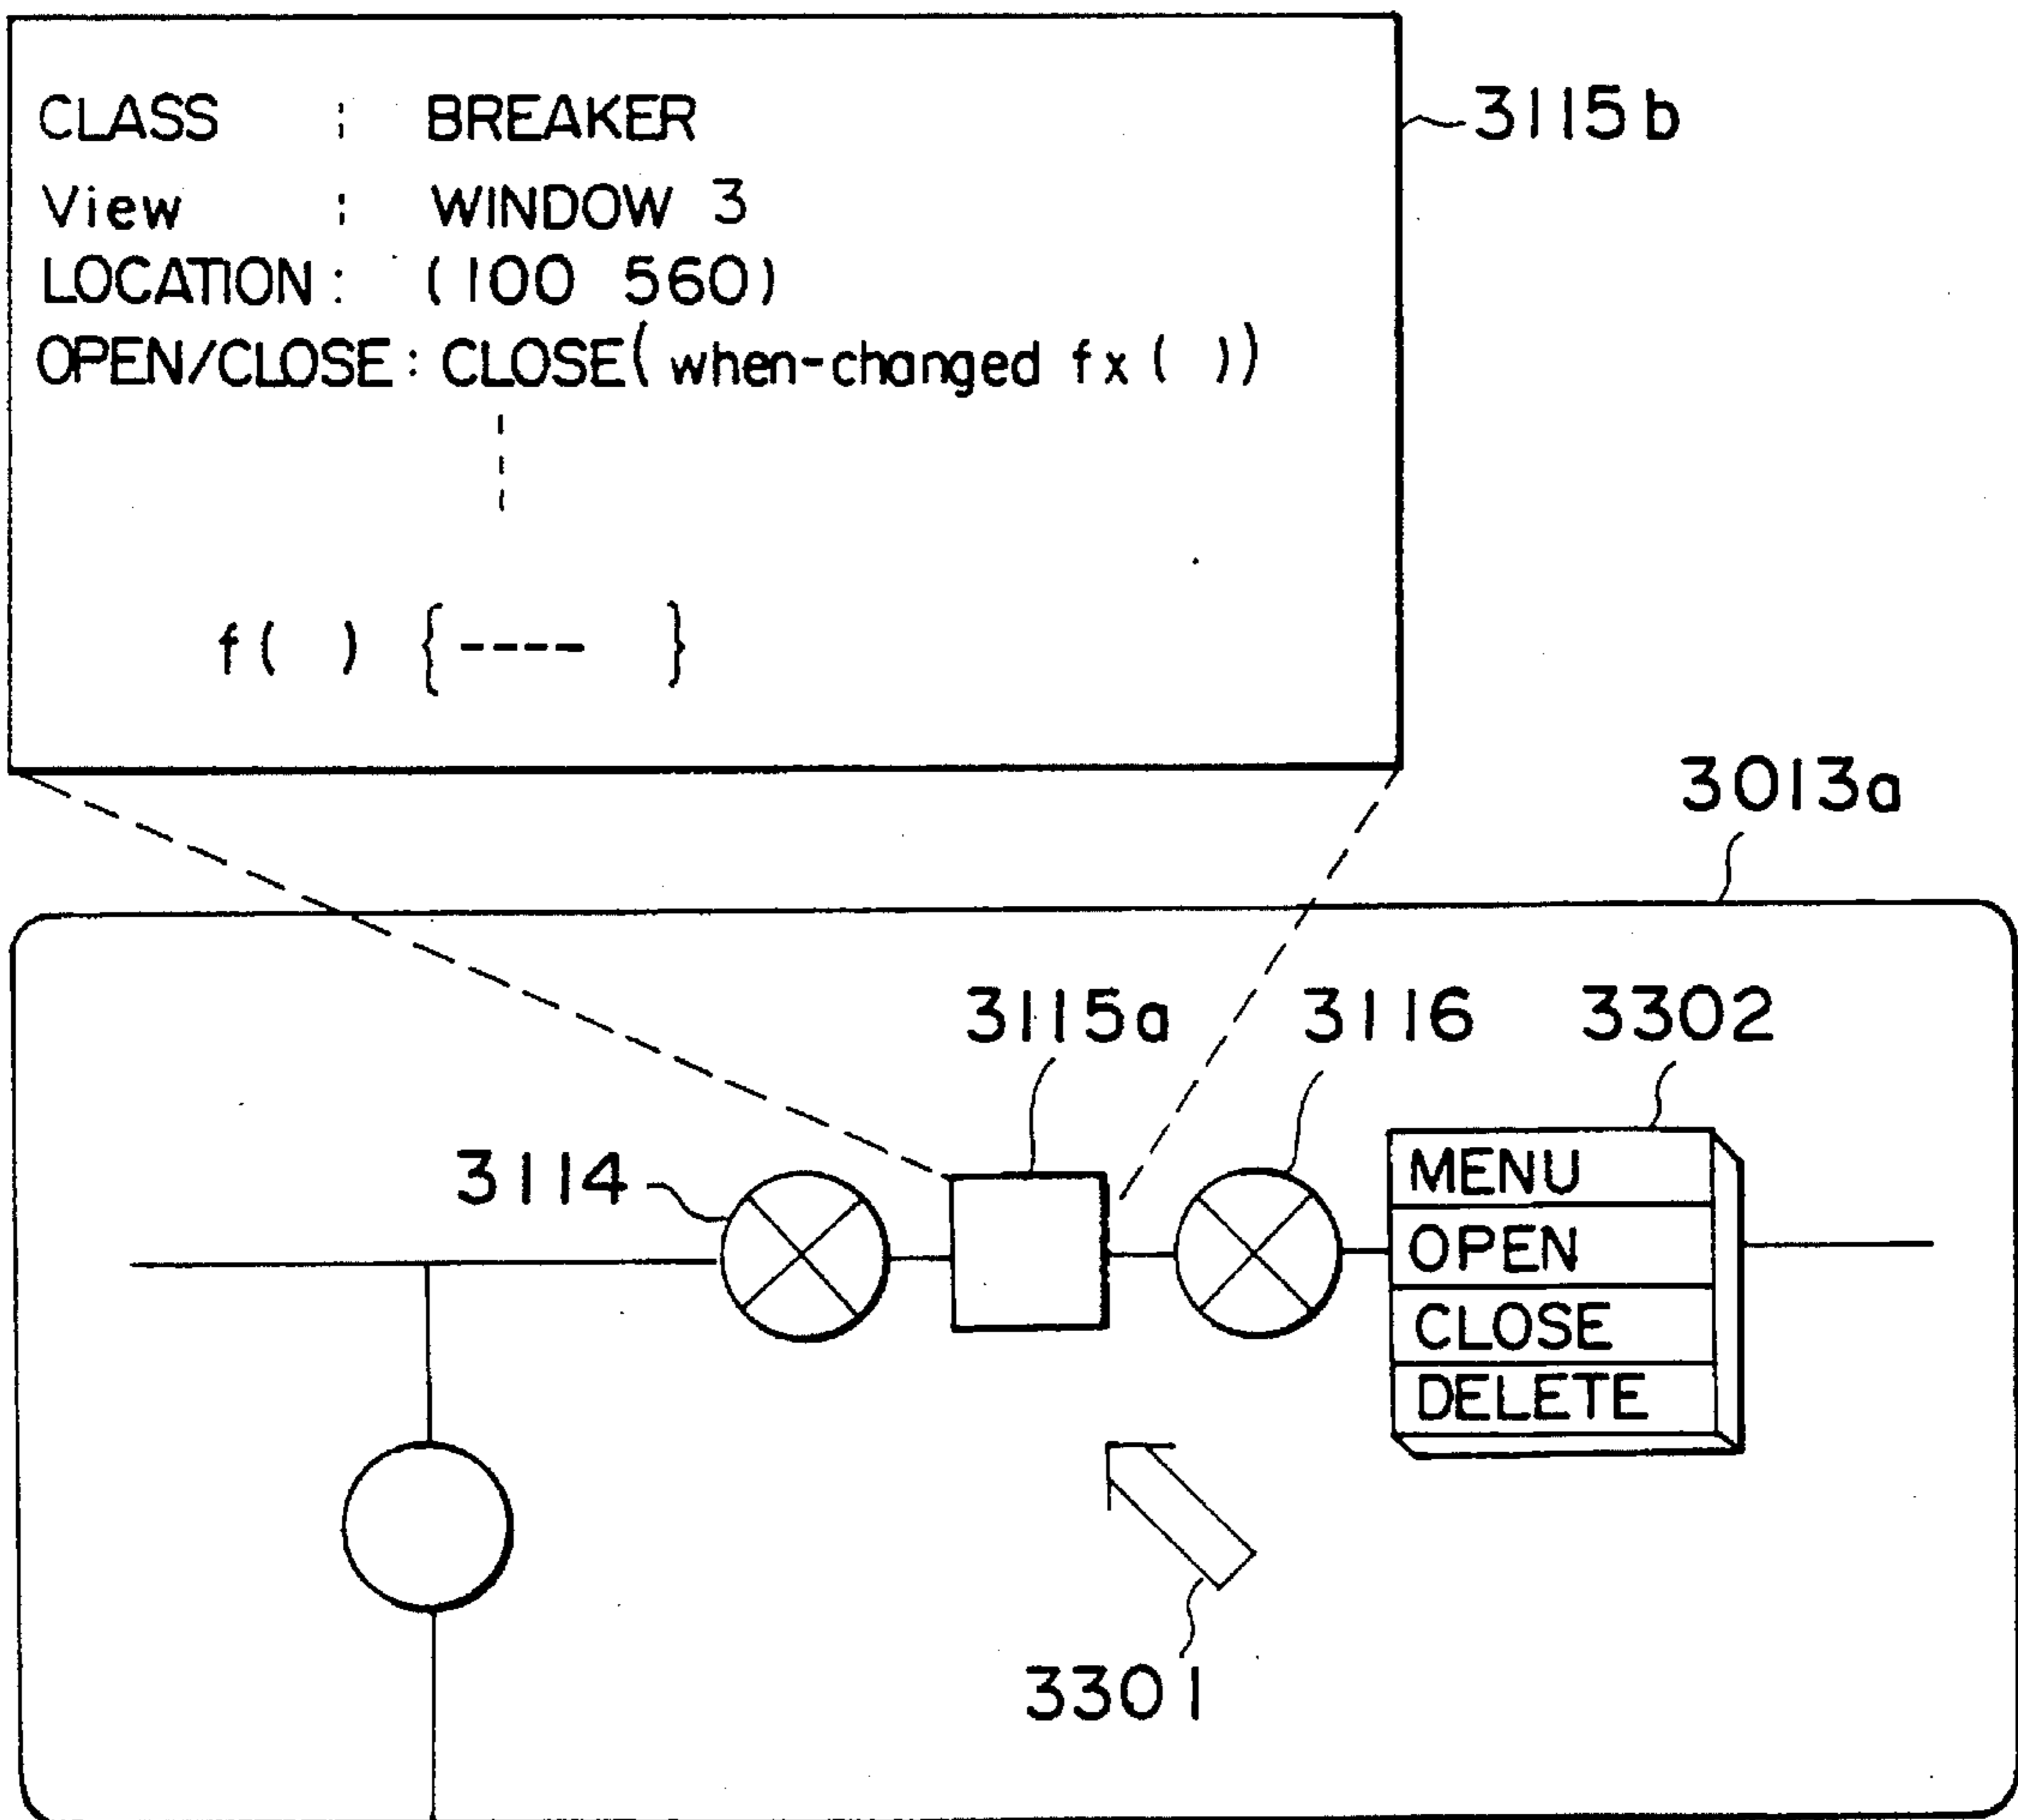 CLASS : BREAKER
View : WINDOW 3
LOCATION : (100 560)
OPEN/CLOSE : CLOSE(when-changed fx ( ))
f( ) {---- }
3115b
3013a
3115a
3116
3302
3114
MENU
OPEN
CLOSE
DELETE
3301